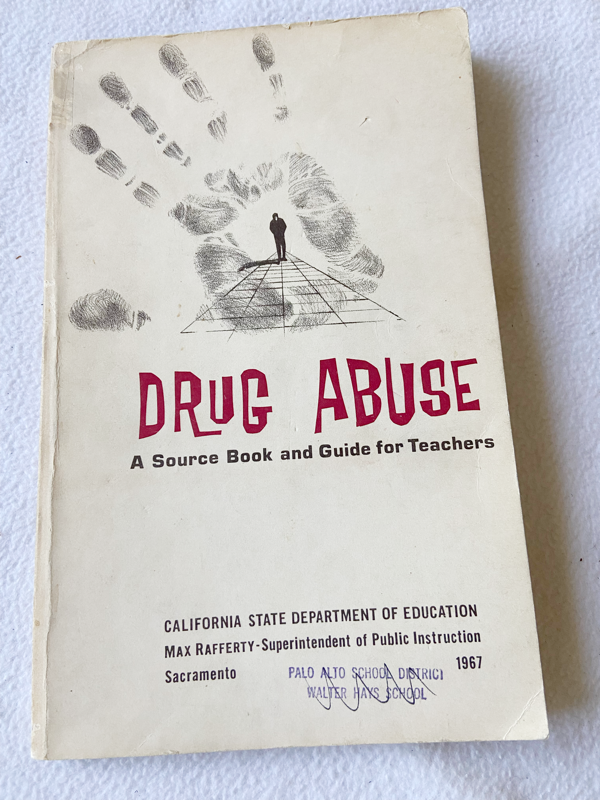 DRUG ABUSE
A Source Book and Guide for Teachers
CALIFORNIA STATE DEPARTMENT OF EDUCATION
MAX RAFFERTY-Superintendent of Public Instruction
Sacramento 1967
PALO ALTO SCHOOL DISTRICT
WALTER HAYS SCHOOL